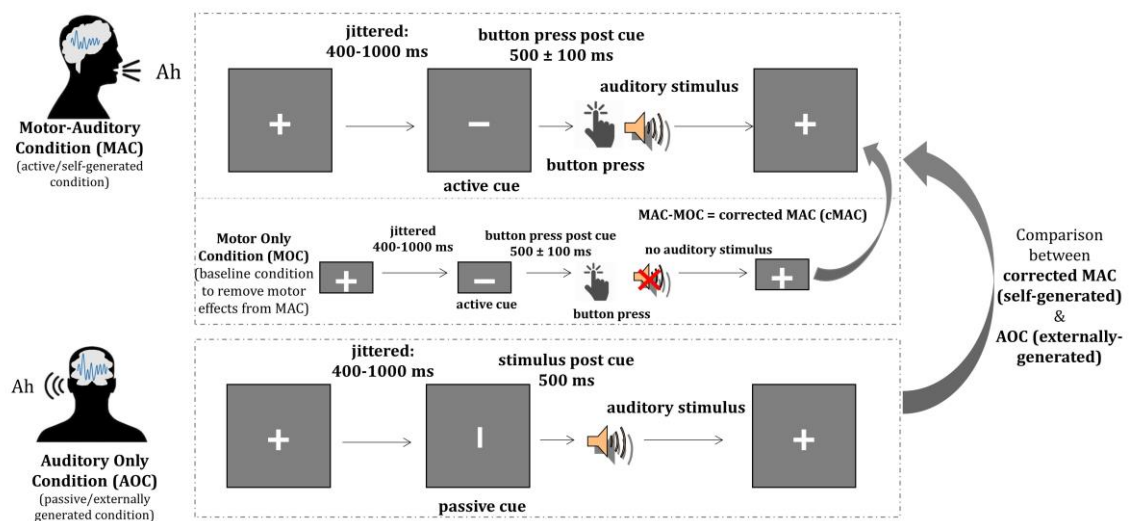 Ah
Motor-Auditory
Condition (MAC)
(active/self-generated
condition)
jittered:
400-1000 ms
active cue
button press post cue
500 ± 100 ms
button press
auditory stimulus
MAC-MOC = corrected MAC (cMAC)
Motor Only
Condition (MOC)
(baseline condition
to remove motor
effects from MAC)
jittered
400-1000 ms
active cue
button press post cue
500 ± 100 ms
button press
no auditory stimulus
Ah
Auditory Only
Condition (AOC)
(passive/externally
generated condition)
jittered:
400-1000 ms
passive cue
stimulus post cue
500 ms
auditory stimulus
Comparison
between
corrected MAC
(self-generated)
&
AOC (externally-
generated)